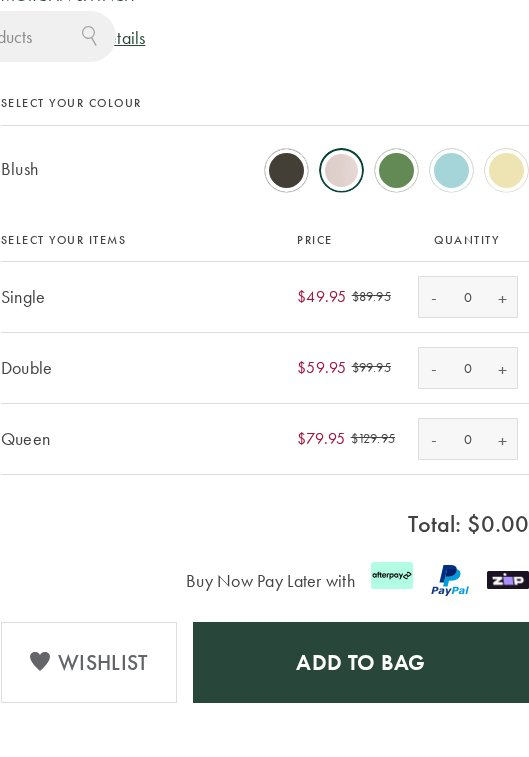 ducts
tails
SELECT YOUR COLOUR
Blush
SELECT YOUR ITEMS PRICE QUANTITY
Single $49.95 $89.95 - 0 +
Double $59.95 $99.95 - 0 +
Queen $79.95 $129.95 - 0 +
Total: $0.00
Buy Now Pay Later with afterpay PayPal ZIP
WISHLIST ADD TO BAG